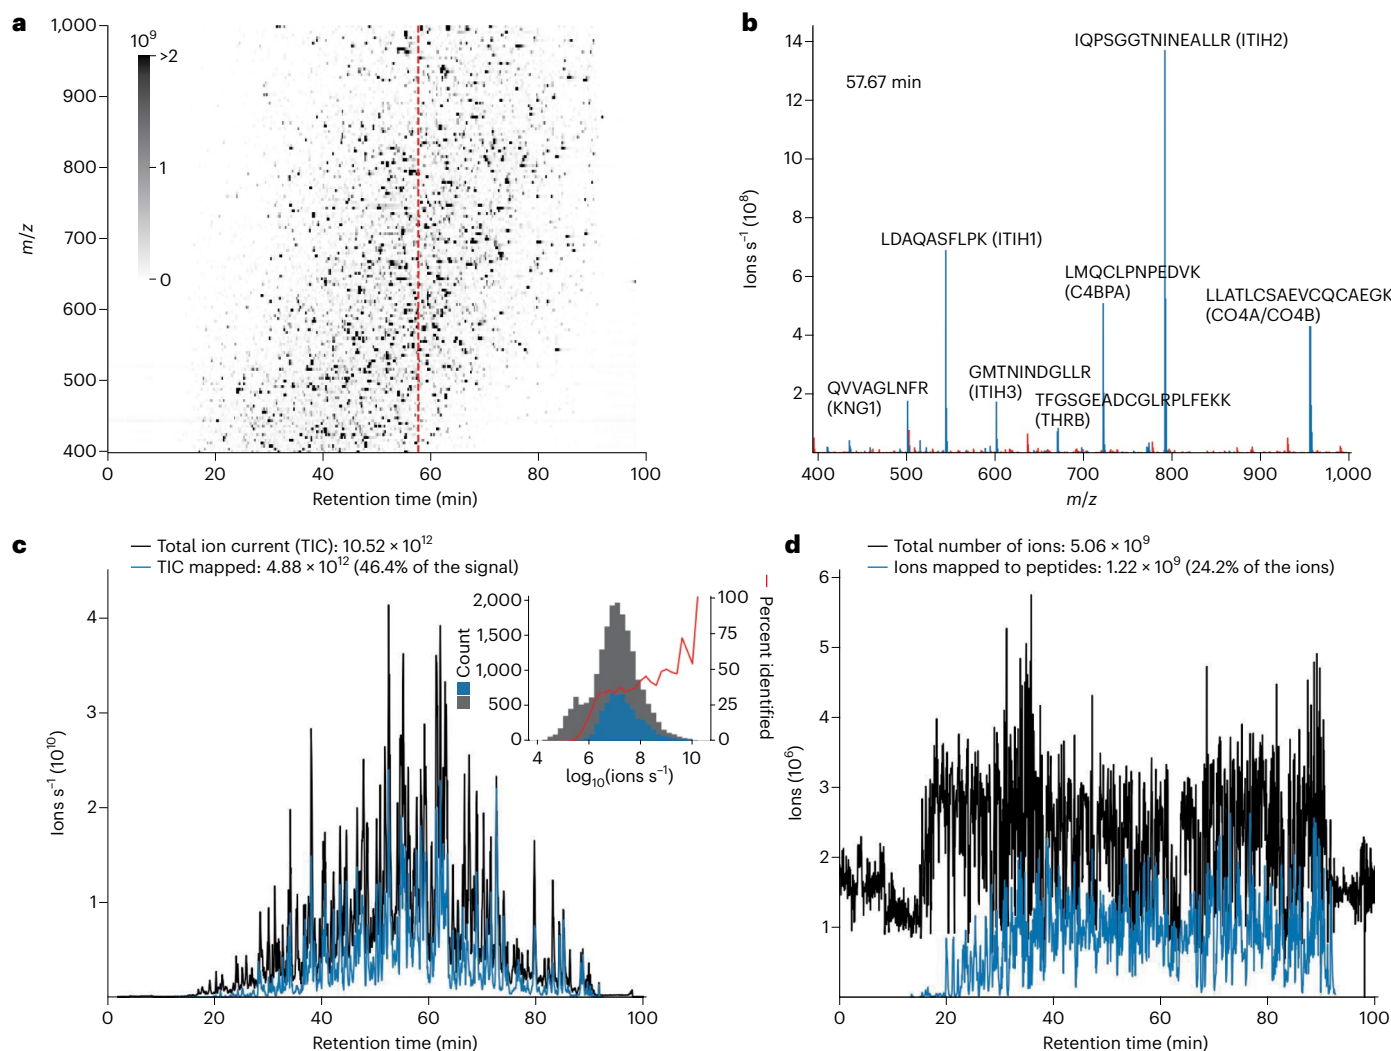 a
1,000
900
800
700
600
500
400
m/z
10⁹
>2
1
0
0
20
40
60
80
100
Retention time (min)
b
14
12
10
8
6
4
2
Ions s⁻¹ (10⁸)
57.67 min
IQPSGGTNINEALLR (ITIH2)
LDAQASFLPK (ITIH1)
LMQCLPNPEDVK
(C4BPA)
LLATLCSAEVCQCAEGK
(CO4A/CO4B)
QVVAGLNFR
(KNG1)
GMTNINDGLLR
(ITIH3)
TFGSGEADCGLRPLFEKK
(THRB)
400
500
600
700
800
900
1,000
m/z
c
Total ion current (TIC): 10.52 × 10¹²
TIC mapped: 4.88 × 10¹² (46.4% of the signal)
4
3
2
1
Ions s⁻¹ (10¹⁰)
0
20
40
60
80
100
Retention time (min)
2,000
1,500
1,000
500
0
Count
100
75
50
25
0
Percent identified
4
6
8
10
log₁₀(ions s⁻¹)
d
Total number of ions: 5.06 × 10⁹
Ions mapped to peptides: 1.22 × 10⁹ (24.2% of the ions)
6
5
4
3
2
1
Ions (10⁶)
0
20
40
60
80
100
Retention time (min)